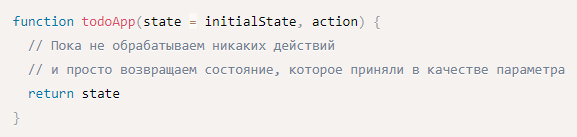 function todoApp(state = initialState, action) {
// Пока не обрабатываем никаких действий
// и просто возвращаем состояние, которое приняли в качестве параметра
return state
}